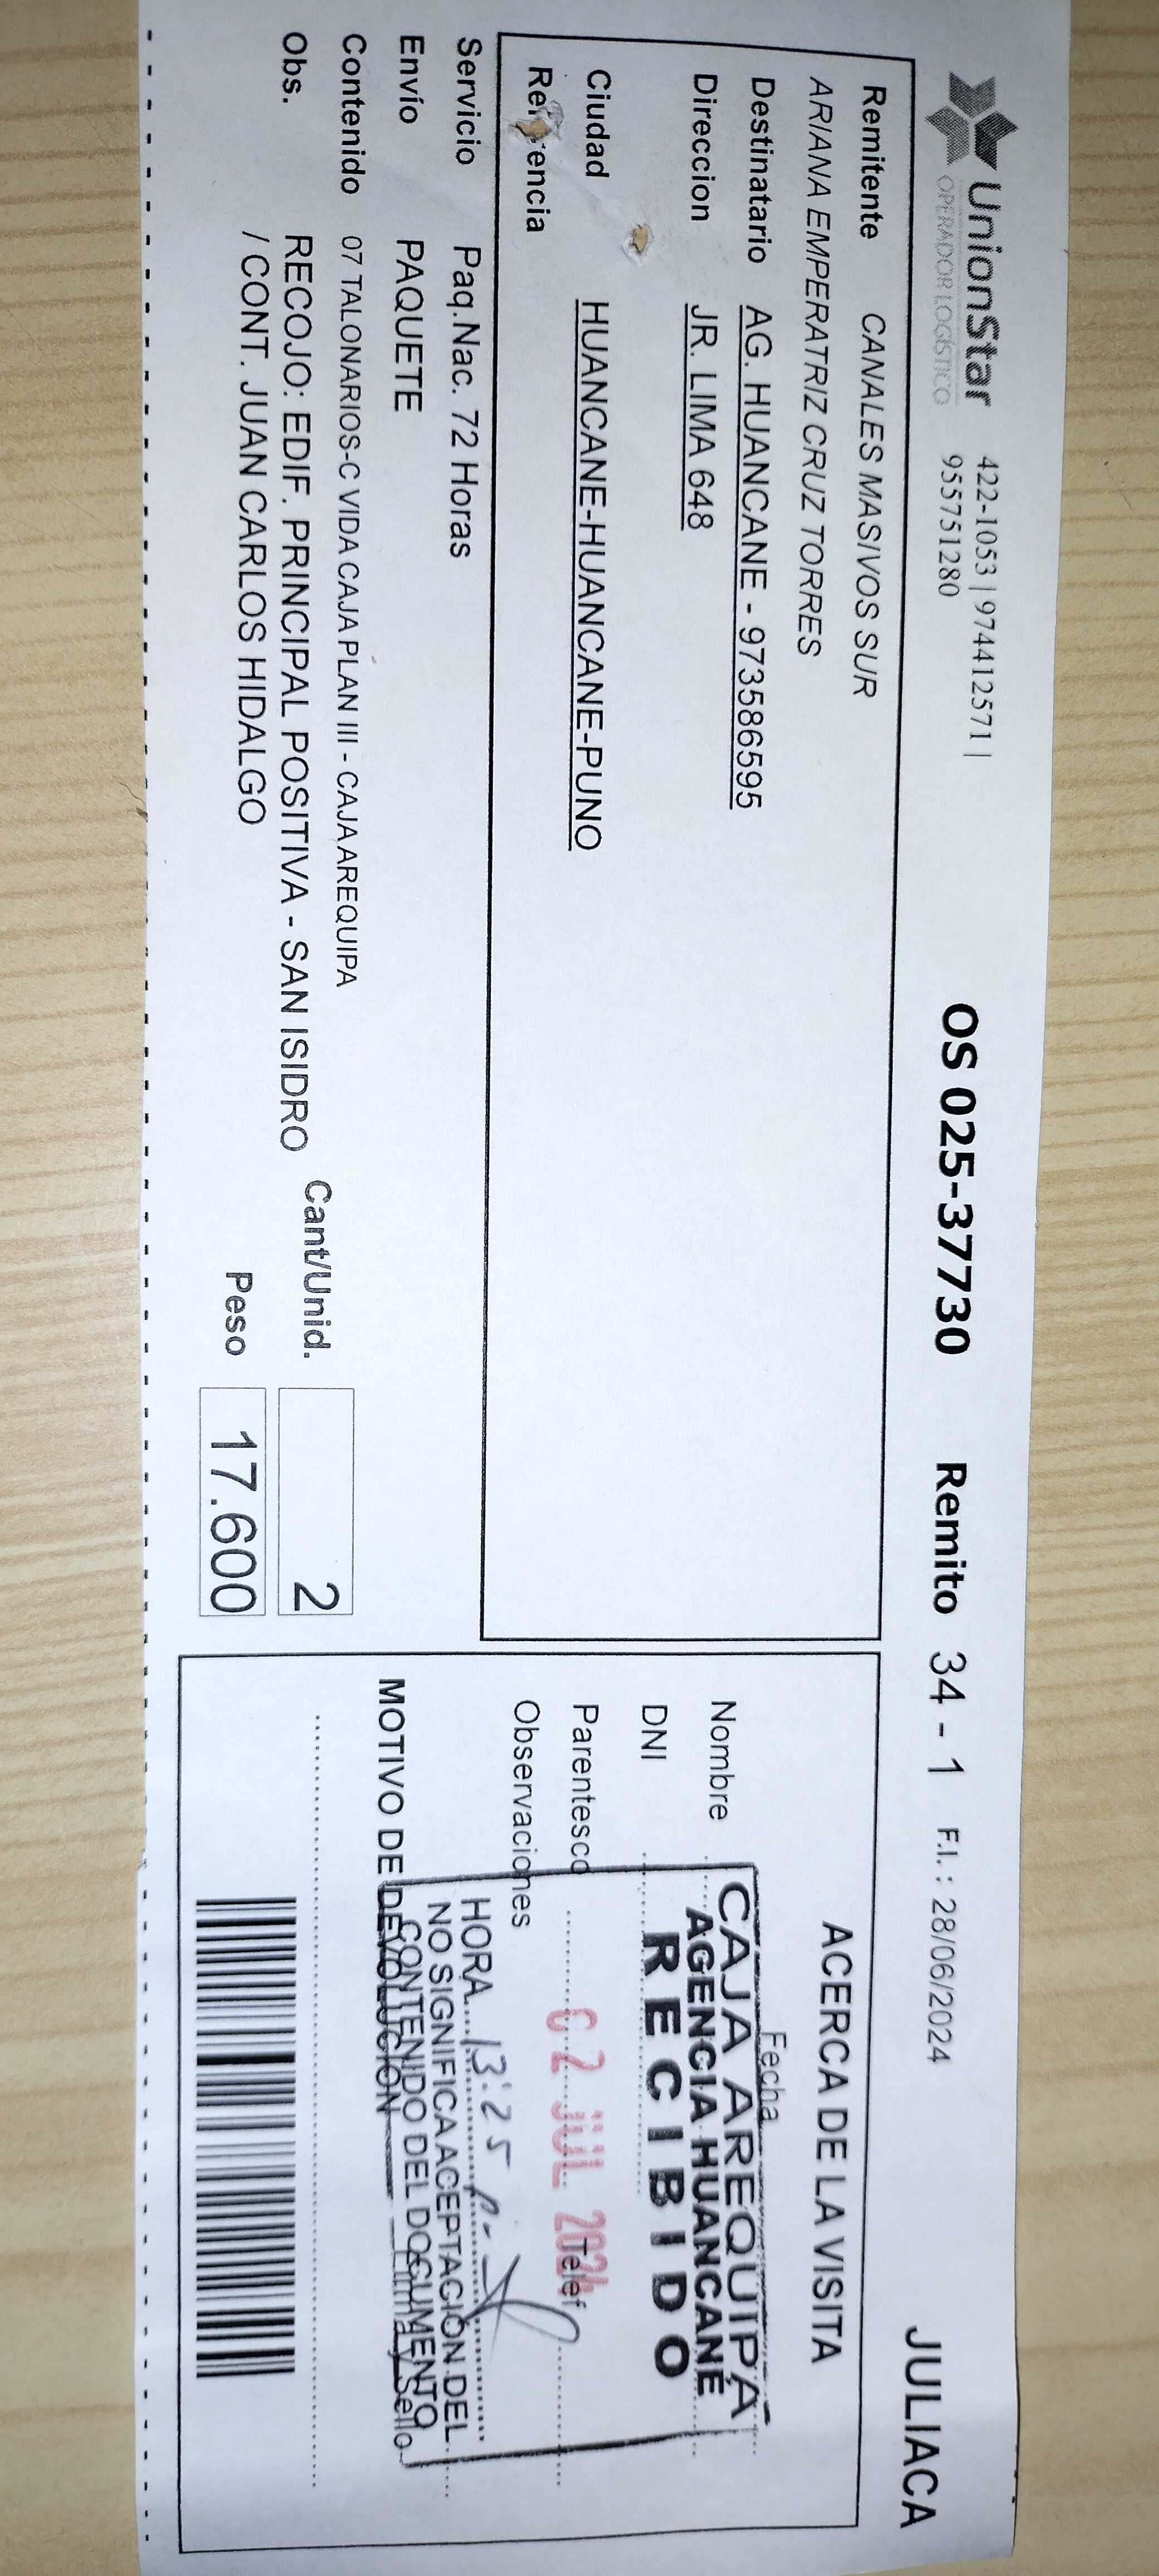 UnionStar
OPERADOR LOGÍSTICO
422-1053 | 974412571 |
955751280
OS 025-37730
Remito 34 - 1
F.I. : 28/06/2024
JULIACA
Remitente CANALES MASIVOS SUR
ARIANA EMPERATRIZ CRUZ TORRES
Destinatario AG. HUANCANE - 973586595
Direccion JR. LIMA 648
Ciudad HUANCANE-HUANCANE-PUNO
Servicio Paq.Nac. 72 Horas
Envío PAQUETE
Contenido 07 TALONARIOS-C VIDA CAJA PLAN III - CAJA AREQUIPA
Obs. RECOJO: EDIF. PRINCIPAL POSITIVA - SAN ISIDRO
/ CONT. JUAN CARLOS HIDALGO
Cant/Unid. 2
Peso 17.600
ACERCA DE LA VISITA
Fecha
Nombre
DNI
Parentesco
Telef
Observaciones
MOTIVO DE DEVOLUCIÓN
Firma y Sello
CAJA AREQUIPA
AGENCIA HUANCANÉ
RECIBIDO
02 JUL. 2024
HORA 13:25
NO SIGNIFICA ACEPTACIÓN DEL
CONTENIDO DEL DOCUMENTO